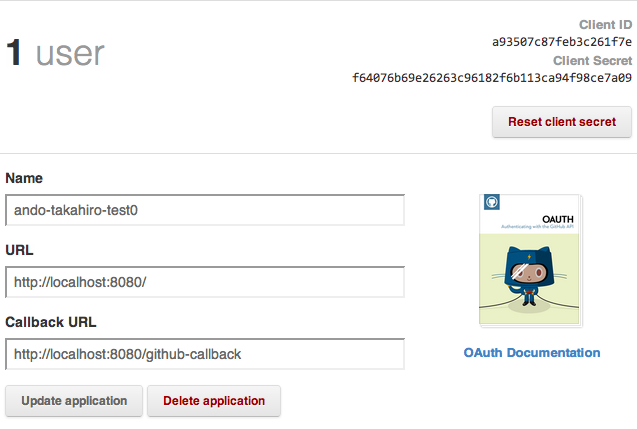 1 user
Client ID
a93507c87feb3c261f7e
Client Secret
f64076b69e26263c96182f6b113ca94f98ce7a09
Reset client secret
Name
ando-takahiro-test0
URL
http://localhost:8080/
Callback URL
http://localhost:8080/github-callback
Update application
Delete application
OAUTH
Authenticating with the GitHub API
OAuth Documentation